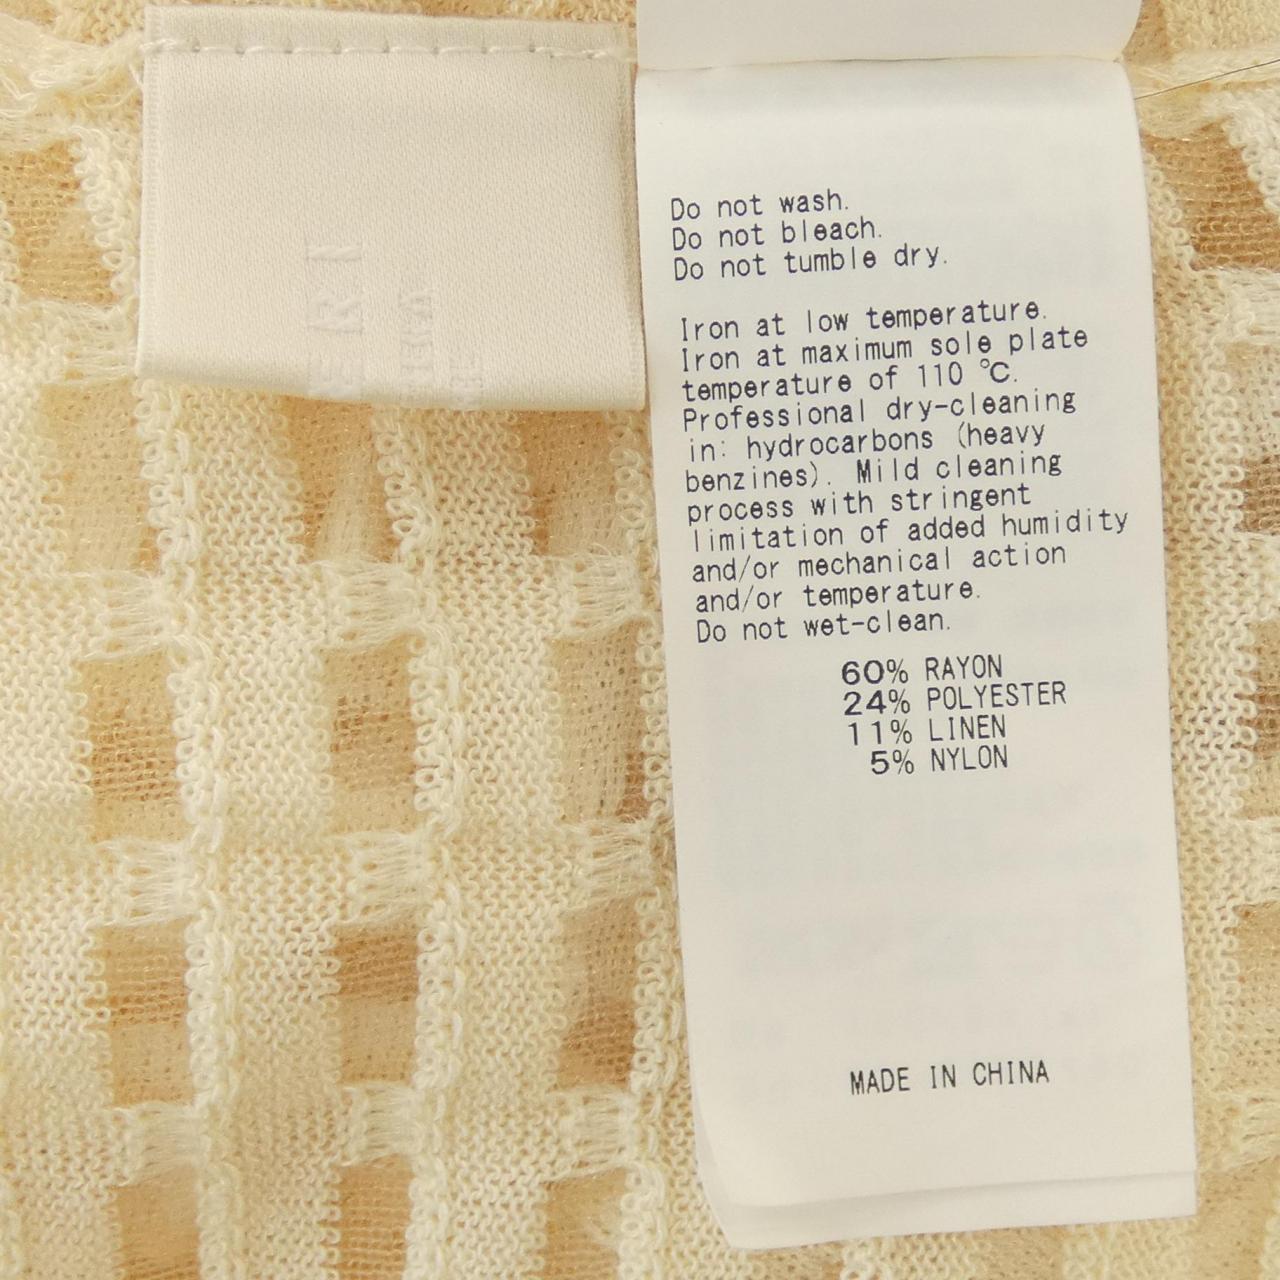 Do not wash.
Do not bleach.
Do not tumble dry.
Iron at low temperature.
Iron at maximum sole plate
temperature of 110 ℃.
Professional dry-cleaning
in: hydrocarbons (heavy
benzines). Mild cleaning
process with stringent
limitation of added humidity
and/or mechanical action
and/or temperature.
Do not wet-clean.
60% RAYON
24% POLYESTER
11% LINEN
5% NYLON
MADE IN CHINA